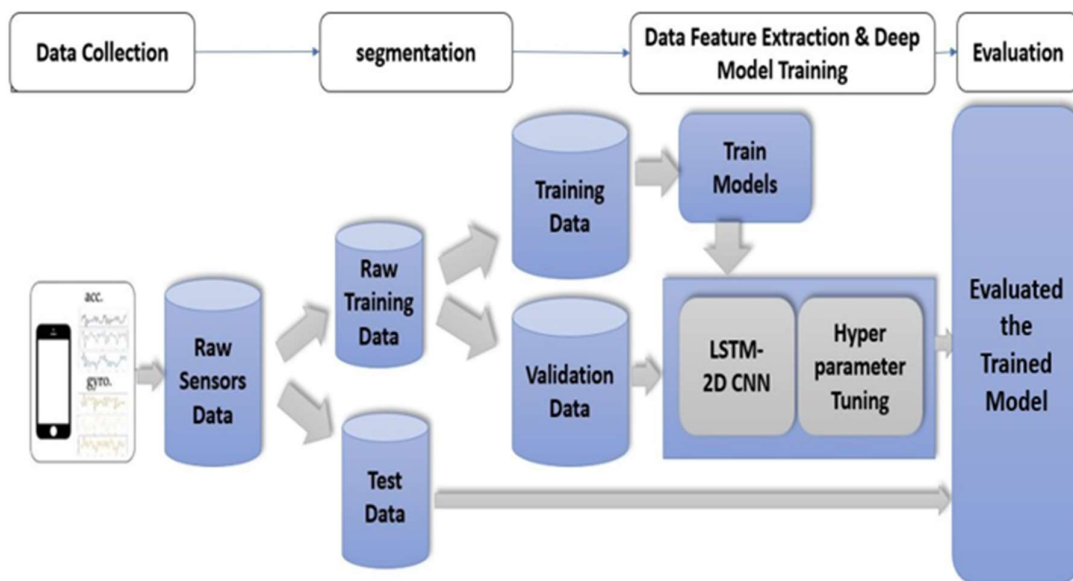 Data Collection
segmentation
Data Feature Extraction & Deep
Model Training
Evaluation
acc.
gyro.
Raw
Sensors
Data
Raw
Training
Data
Test
Data
Training
Data
Validation
Data
Train
Models
LSTM-
2D CNN
Hyper
parameter
Tuning
Evaluated
the
Trained
Model